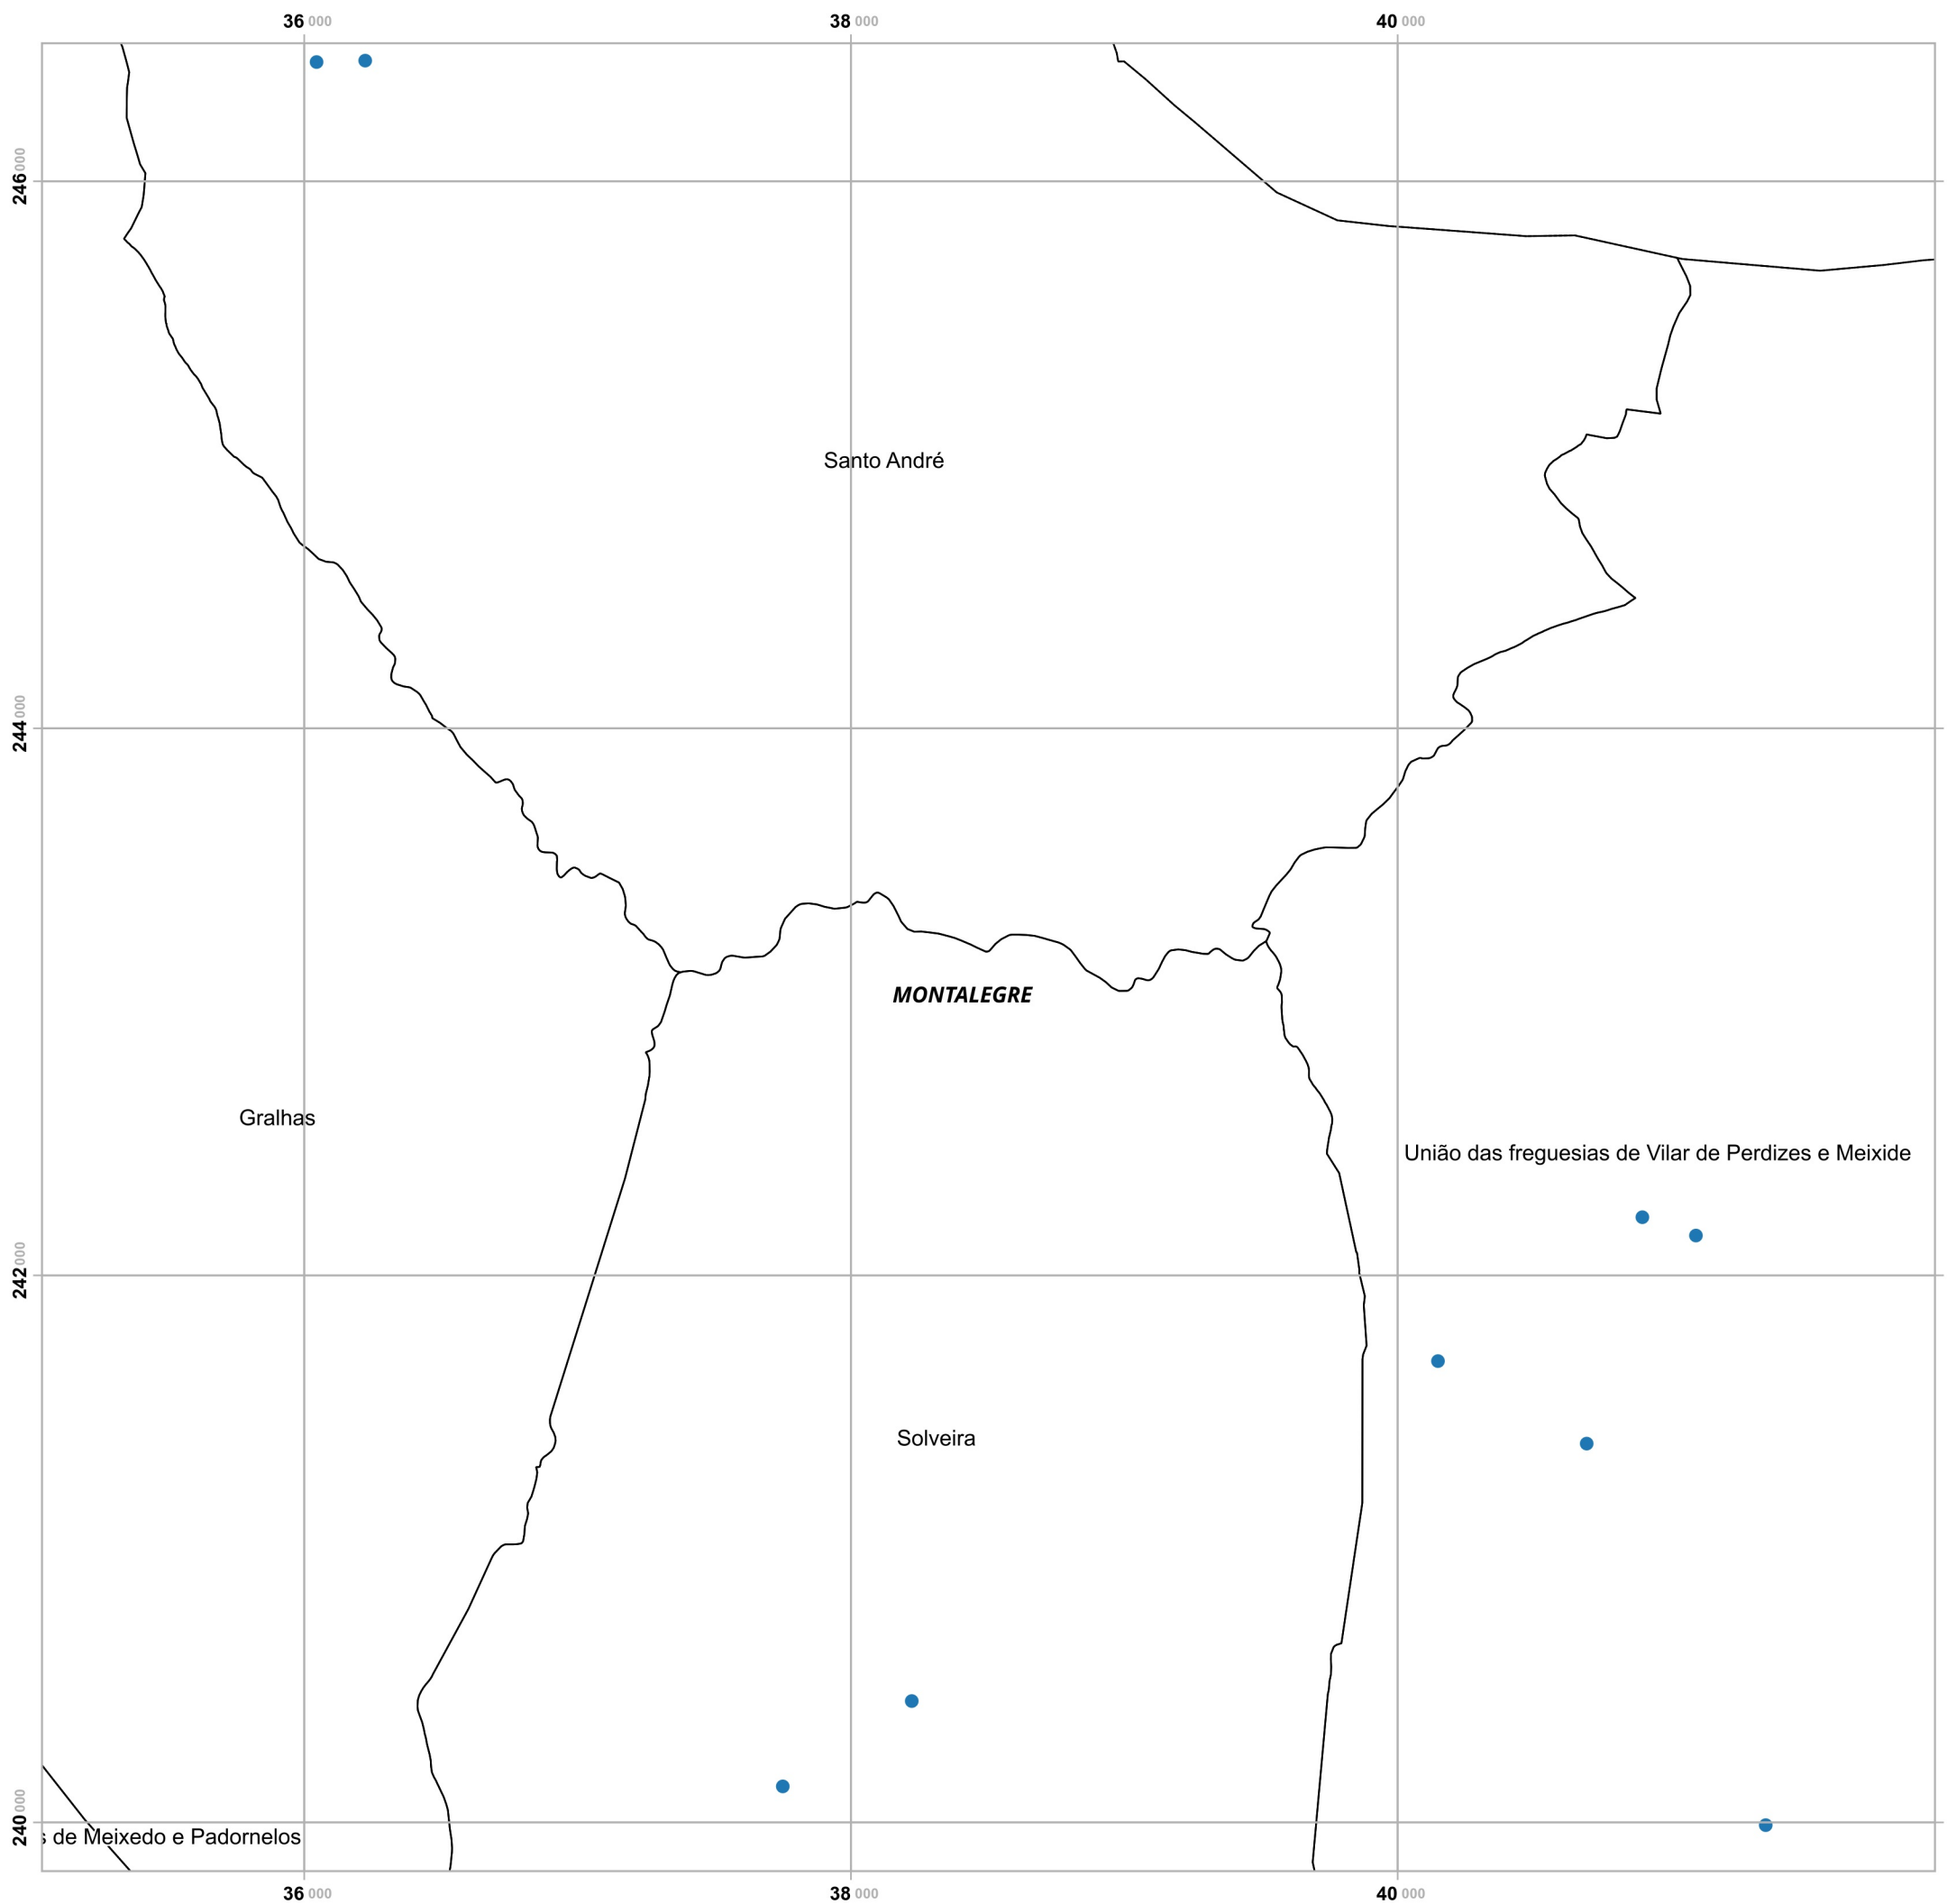 36 000 38 000 40 000
246 000
Santo André
244 000
MONTALEGRE
Gralhas
União das freguesias de Vilar de Perdizes e Meixide
242 000
Solveira
240 000
de Meixedo e Padornelos
36 000 38 000 40 000